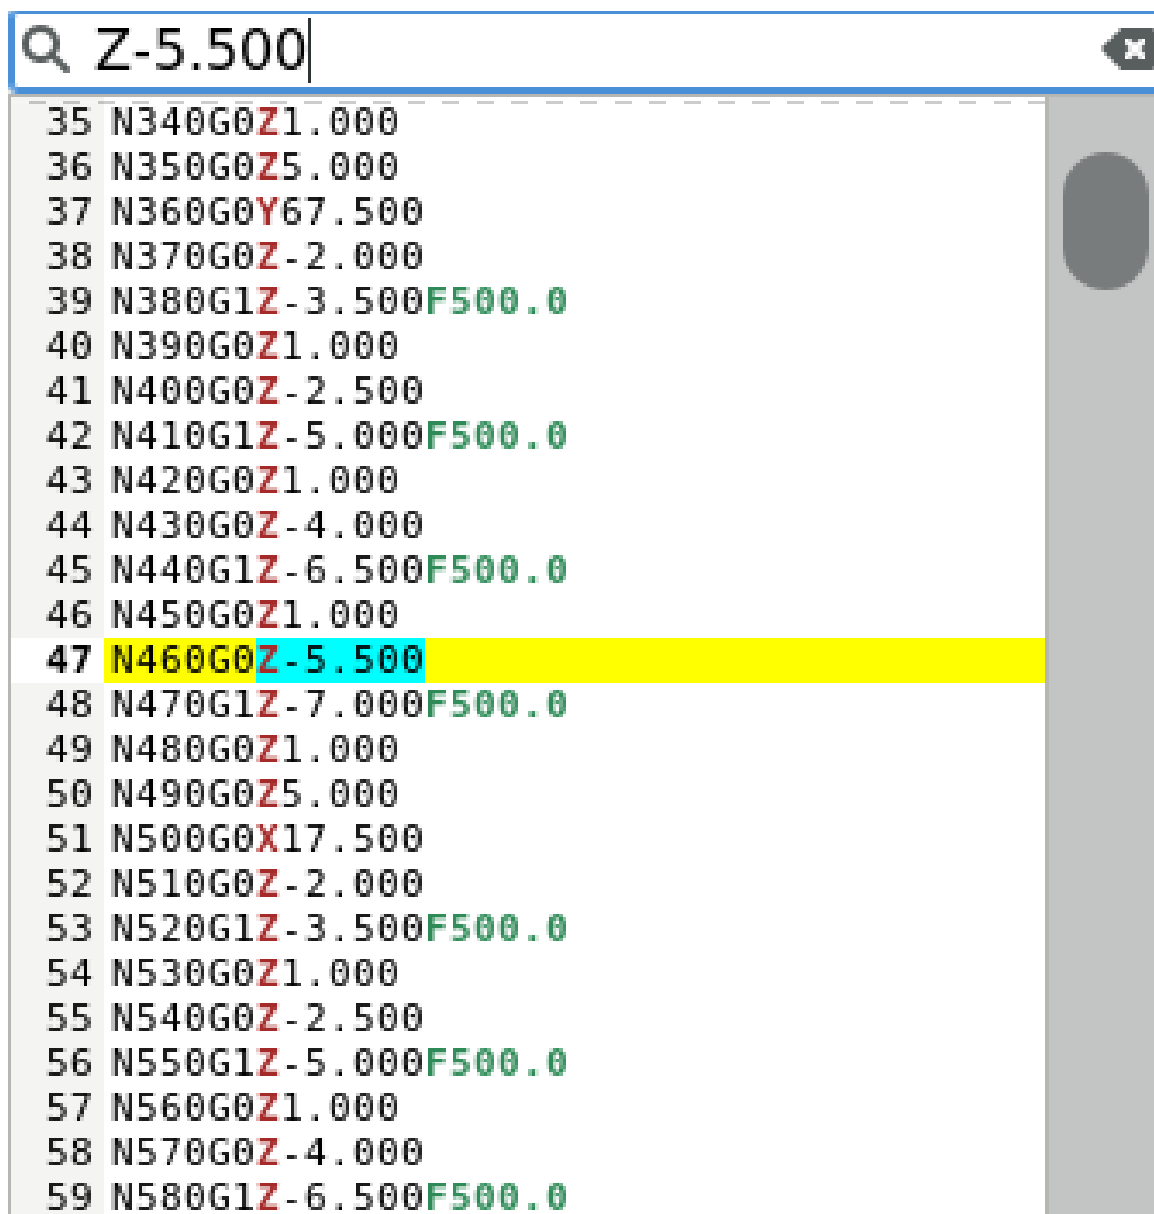 Z-5.500
35 N340G0Z1.000
36 N350G0Z5.000
37 N360G0Y67.500
38 N370G0Z-2.000
39 N380G1Z-3.500F500.0
40 N390G0Z1.000
41 N400G0Z-2.500
42 N410G1Z-5.000F500.0
43 N420G0Z1.000
44 N430G0Z-4.000
45 N440G1Z-6.500F500.0
46 N450G0Z1.000
47 N460G0Z-5.500
48 N470G1Z-7.000F500.0
49 N480G0Z1.000
50 N490G0Z5.000
51 N500G0X17.500
52 N510G0Z-2.000
53 N520G1Z-3.500F500.0
54 N530G0Z1.000
55 N540G0Z-2.500
56 N550G1Z-5.000F500.0
57 N560G0Z1.000
58 N570G0Z-4.000
59 N580G1Z-6.500F500.0